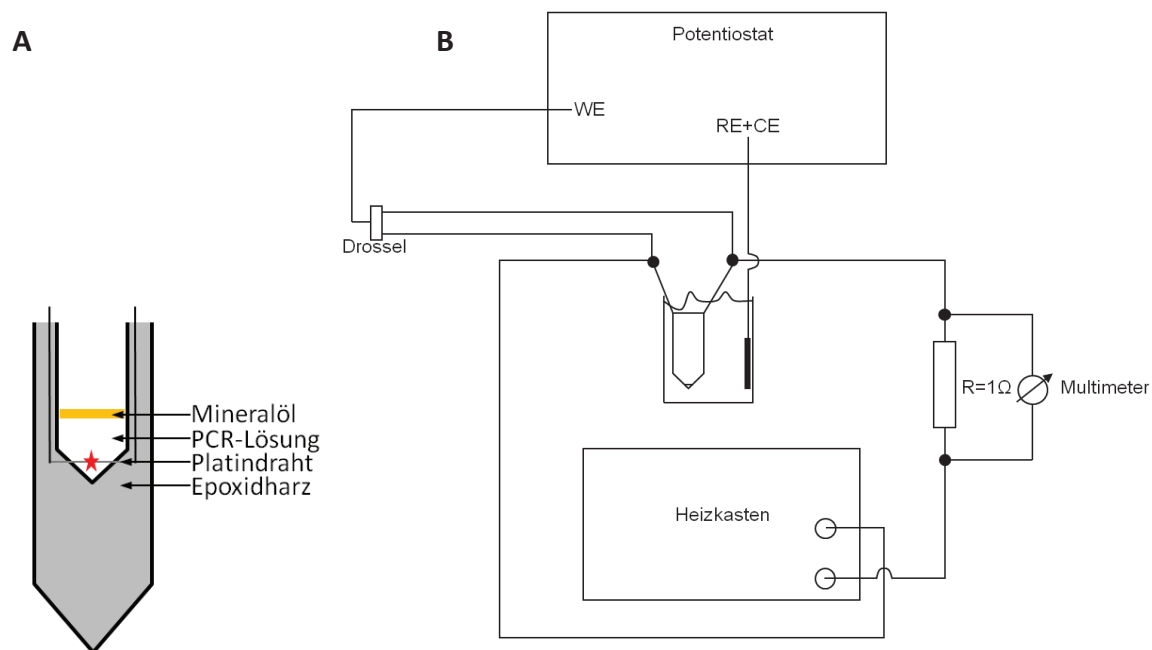 A
B
Potentiostat
WE
RE+CE
Drossel
Mineralöl
PCR-Lösung
Platindraht
Epoxidharz
R=1Ω
Multimeter
Heizkasten